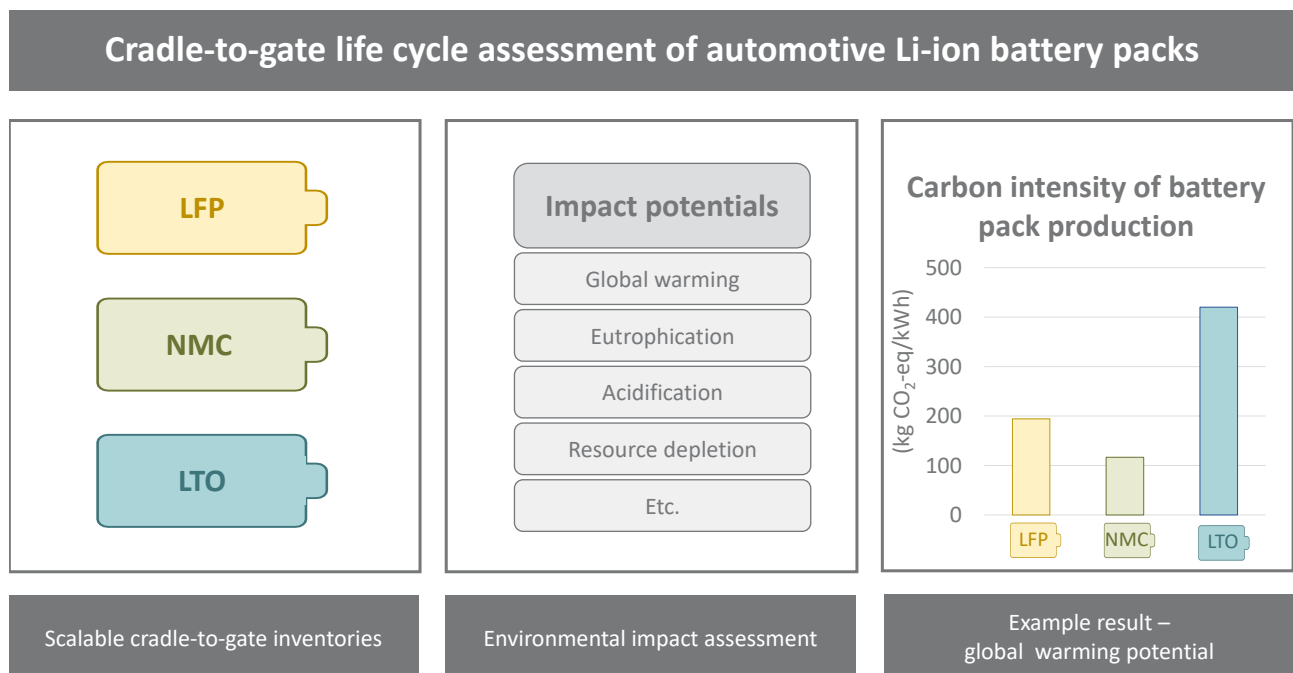 Cradle-to-gate life cycle assessment of automotive Li-ion battery packs
LFP
NMC
LTO
Scalable cradle-to-gate inventories
Impact potentials
Global warming
Eutrophication
Acidification
Resource depletion
Etc.
Environmental impact assessment
Carbon intensity of battery
pack production
(kg CO₂-eq/kWh)
500
400
300
200
100
0
LFP
NMC
LTO
Example result –
global warming potential